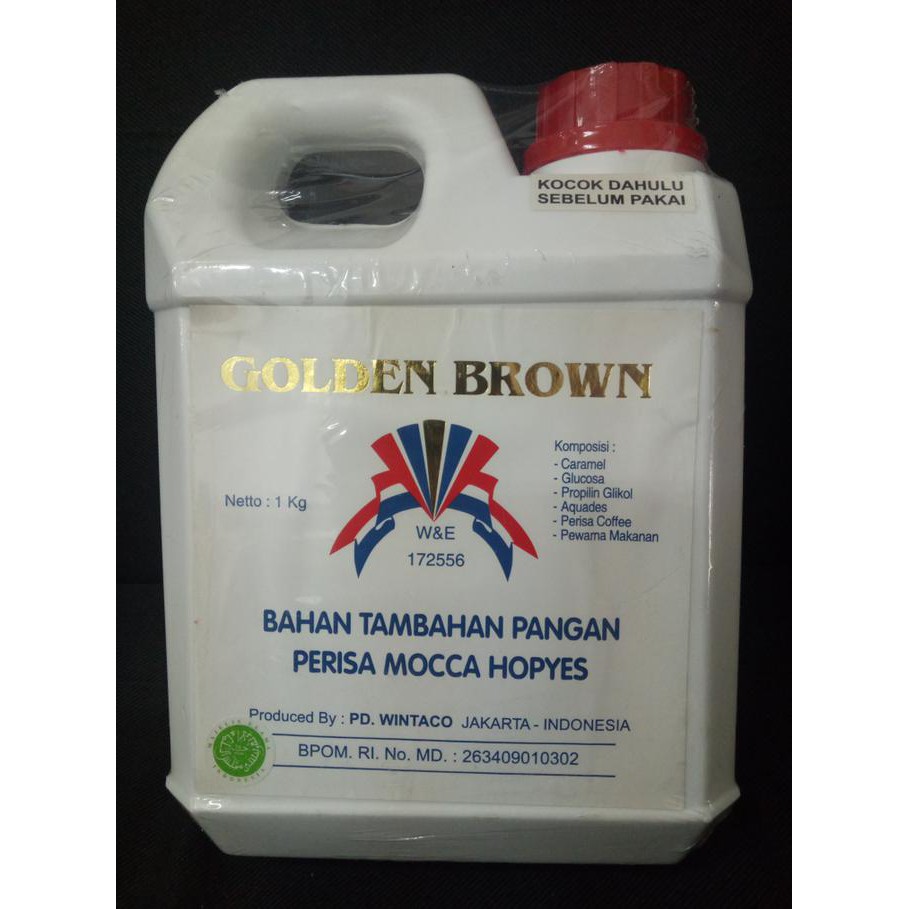 KOCOK DAHULU
SEBELUM PAKAI
GOLDEN BROWN
Netto : 1 Kg
W&E
172556
Komposisi :
- Caramel
- Glucosa
- Propilin Glikol
- Aquades
- Perisa Coffee
- Pewarna Makanan
BAHAN TAMBAHAN PANGAN
PERISA MOCCA HOPYES
Produced By : PD. WINTACO JAKARTA - INDONESIA
BPOM. RI. No. MD. : 263409010302